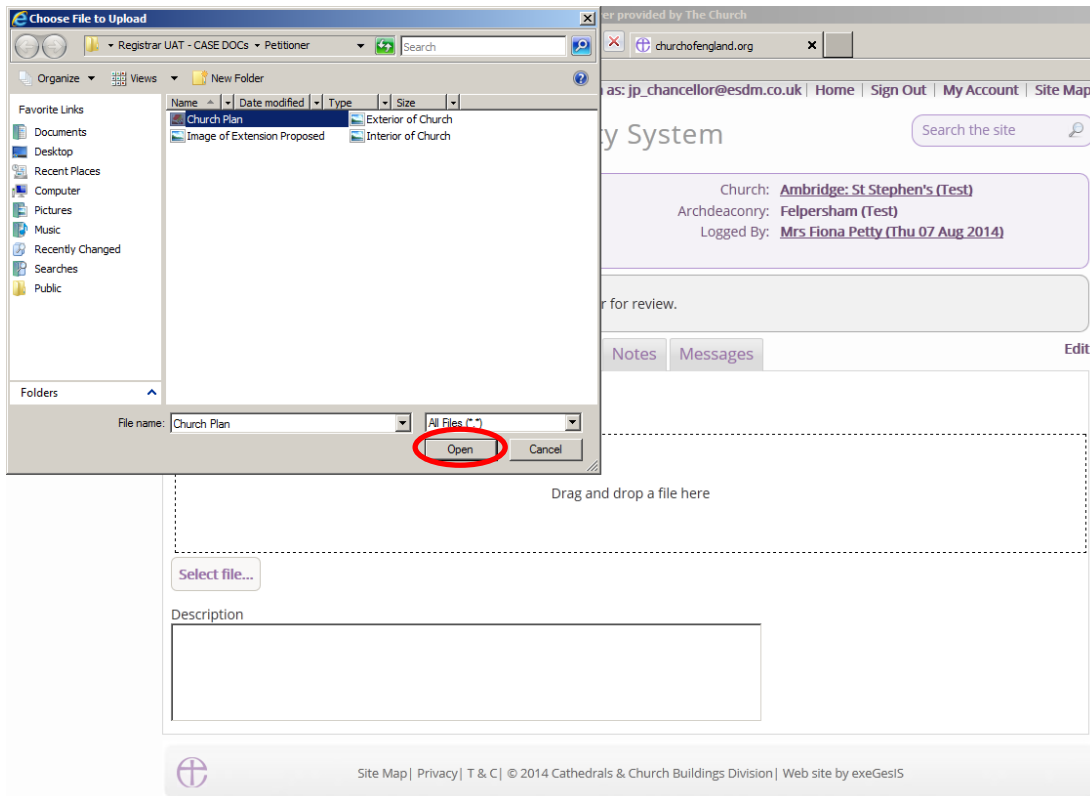 Choose File to Upload
er provided by The Church
Registrar UAT - CASE DOCs Petitioner
Search
churchofengland.org
Organize Views New Folder
as: jp_chancellor@esdm.co.uk | Home | Sign Out | My Account | Site Map
Favorite Links
Documents
Desktop
Recent Places
Computer
Pictures
Music
Recently Changed
Searches
Public
Folders
Name Date modified Type Size
Church Plan Exterior of Church
Image of Extension Proposed Interior of Church
y System
Search the site
Church: Ambridge: St Stephen's (Test)
Archdeaconry: Felpersham (Test)
Logged By: Mrs Fiona Petty (Thu 07 Aug 2014)
r for review.
Notes Messages
Edit
File name: Church Plan All Files (*.*)
Open Cancel
Drag and drop a file here
Select file...
Description
Site Map| Privacy| T & C| © 2014 Cathedrals & Church Buildings Division| Web site by exeGesIS